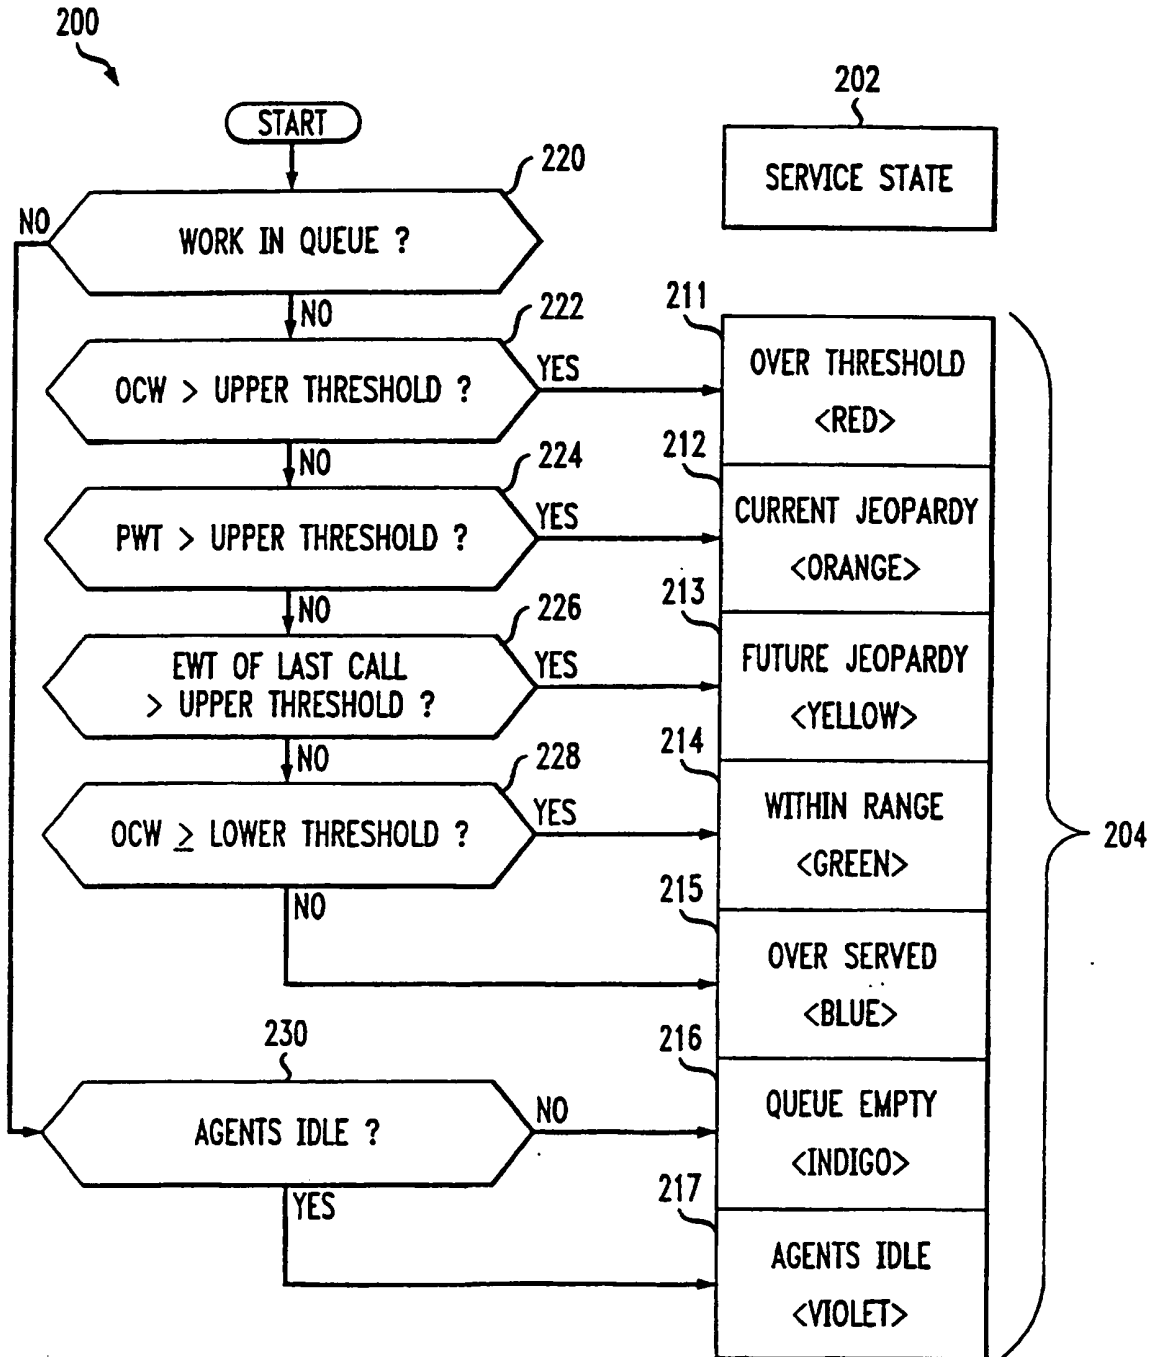 200
202
START
SERVICE STATE
220
NO
WORK IN QUEUE ?
NO
222
211
OCW > UPPER THRESHOLD ?
YES
OVER THRESHOLD
<RED>
NO
224
212
PWT > UPPER THRESHOLD ?
YES
CURRENT JEOPARDY
<ORANGE>
NO
226
213
EWT OF LAST CALL
> UPPER THRESHOLD ?
YES
FUTURE JEOPARDY
<YELLOW>
NO
228
214
OCW ≥ LOWER THRESHOLD ?
YES
WITHIN RANGE
<GREEN>
204
NO
215
OVER SERVED
<BLUE>
230
216
AGENTS IDLE ?
NO
QUEUE EMPTY
<INDIGO>
YES
217
AGENTS IDLE
<VIOLET>